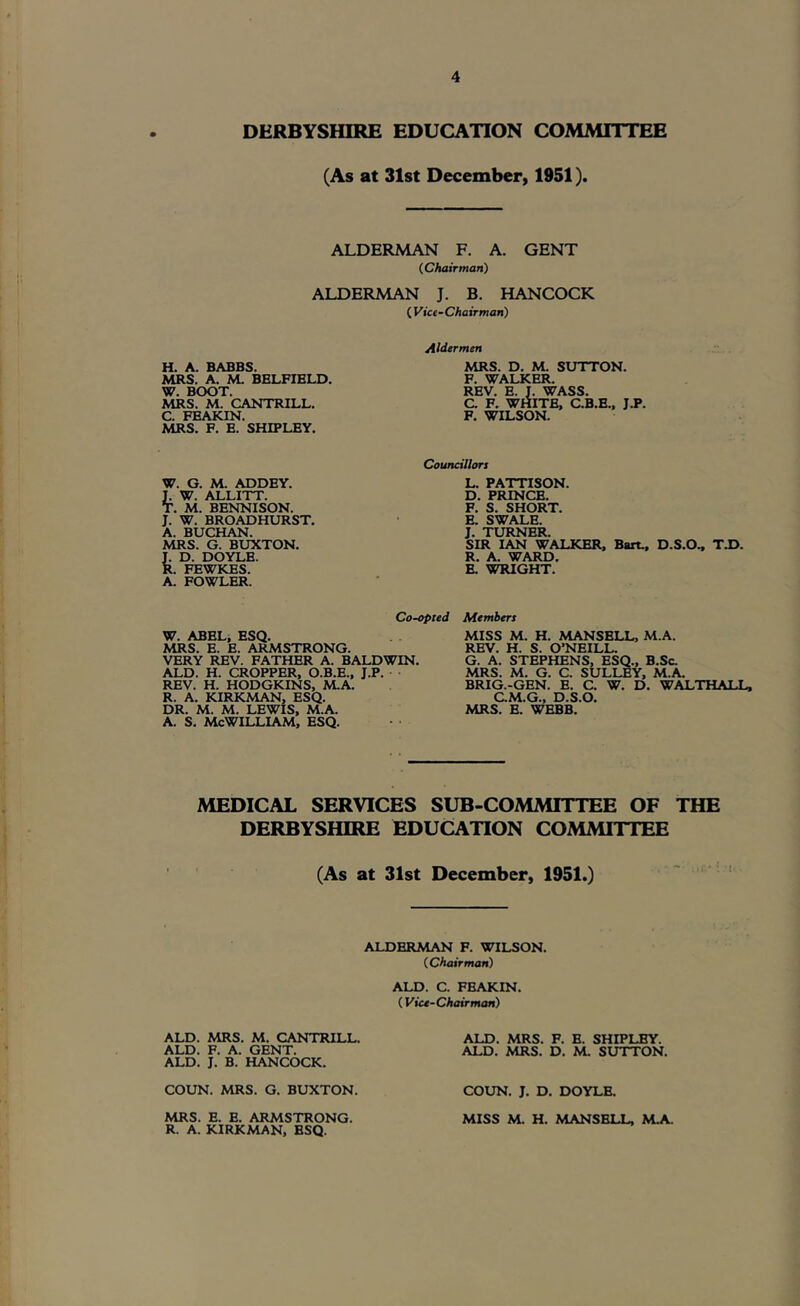 4
DERBYSHIRE EDUCATION COMMITTEE
(As at 31st December, 1951).
ALDERMAN F. A. GENT
(Chairman)
ALDERMAN J. B. HANCOCK
(Vice-Chairman)
Aldermen
H. A. BABBS.
MRS. A. M. BELFIELD.
W. BOOT.
MRS. M. CANTRILL.
C. FEAKIN.
MRS. F. E. SHIPLEY.
MRS. D. M. SUTTON.
F. WALKER.
REV. E. J. WASS.
C. F. WHITE, C.B.E., J.P.
F. WILSON.
Councillors
W. G. M. ADDEY.
J. W. ALLITT.
T. M. BENNISON.
J. W. BROADHURST.
A. BUCHAN.
MRS. G. BUXTON.
J. D. DOYLE.
R. FEWKES.
A. FOWLER.
L. PATTISON.
D. PRINCE.
F. S. SHORT.
E. SWALE.
J. TURNER.
SIR IAN WALKER, Bart., D.S.O., T.D.
R. A. WARD.
E. WRIGHT.
Co-opted Members
W. ABEL, ESQ.
MRS. E. E. ARMSTRONG.
VERY REV. FATHER A. BALDWIN.
ALD. H. CROPPER, O.B.E., J.P.
REV. H. HODGKINS, M.A.
R. A. KIRKMAN, ESQ.
DR. M. M. LEWIS, M.A.
A. S. McWILLIAM, ESQ.
MISS M. H. MANSELL, M.A.
REV. H. S. O'NEILL.
G. A. STEPHENS, ESQ., B.Sc.
MRS. M. G. C. SULLEY, M.A.
BRIG.-GEN. E. C. W. D. WALTHALL,
C.M.G., D.S.O.
MRS. E. WEBB.
MEDICAL SERVICES SUB-COMMITTEE OF THE
DERBYSHIRE EDUCATION COMMITTEE
(As at 31st December, 1951.)
ALDERMAN F. WILSON.
(Chairman)
ALD. C. FEAKIN.
(Vice-Chairman)
ALD. MRS. M. CANTRILL.
ALD. F. A. GENT.
ALD. J. B. HANCOCK.
ALD. MRS. F. E. SHIPLEY.
ALD. MRS. D. M. SUTTON.
COUN. MRS. G. BUXTON.
COUN. J. D. DOYLE.
MRS. E. E. ARMSTRONG.
R. A. KIRKMAN, ESQ.
MISS M. H. MANSELL, M.A.